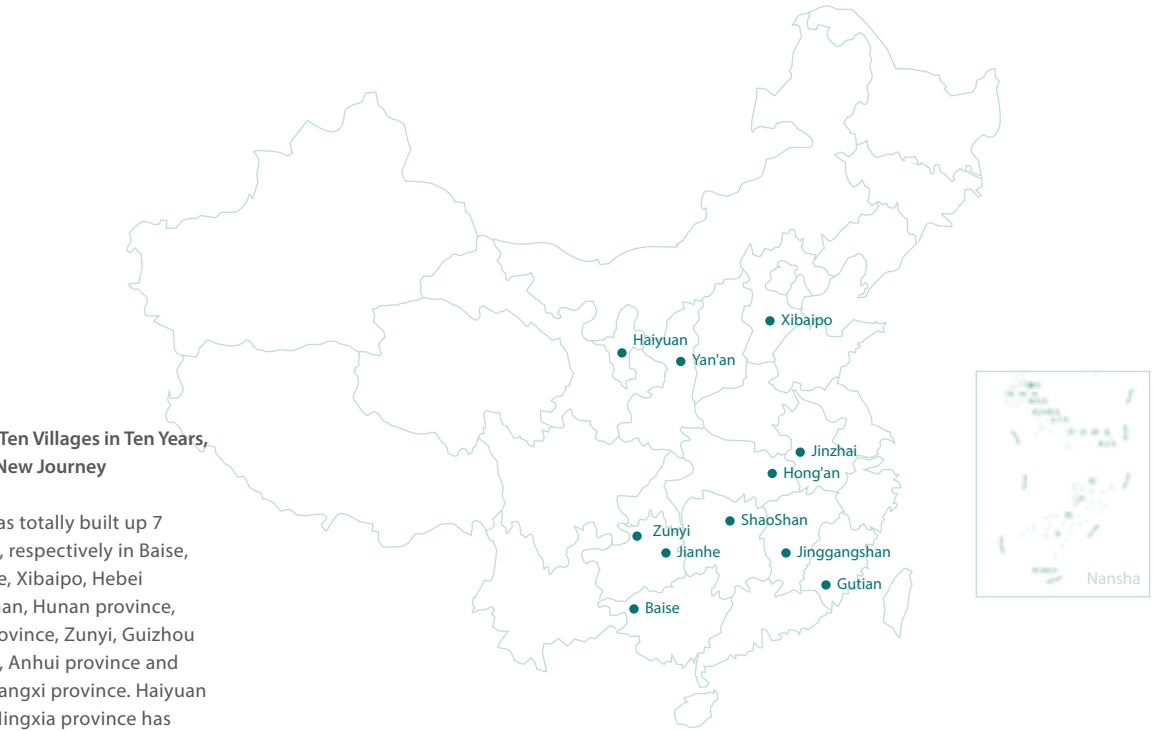 Xibaipo
Haiyuan
Yan'an
Ten Villages in Ten Years,
New Journey
Jinzhai
Hong'an
as totally built up 7
ShaoShan
, respectively in Baise,
Zunyi
e, Xibaipo, Hebei
Jianhe
Jinggangshan
an, Hunan province,
Nansha
Gutian
ovince, Zunyi, Guizhou
Baise
, Anhui province and
angxi province. Haiyuan
ingxia province has